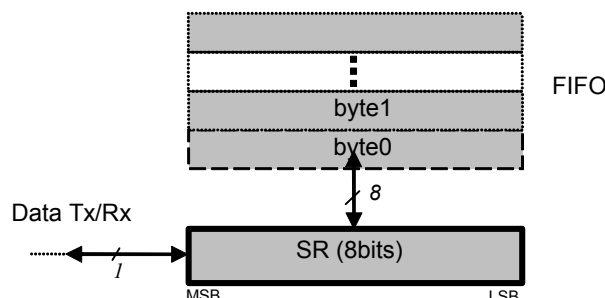 FIFO
byte1
byte0
8
Data Tx/Rx
1
SR (8bits)
MSB
LSB